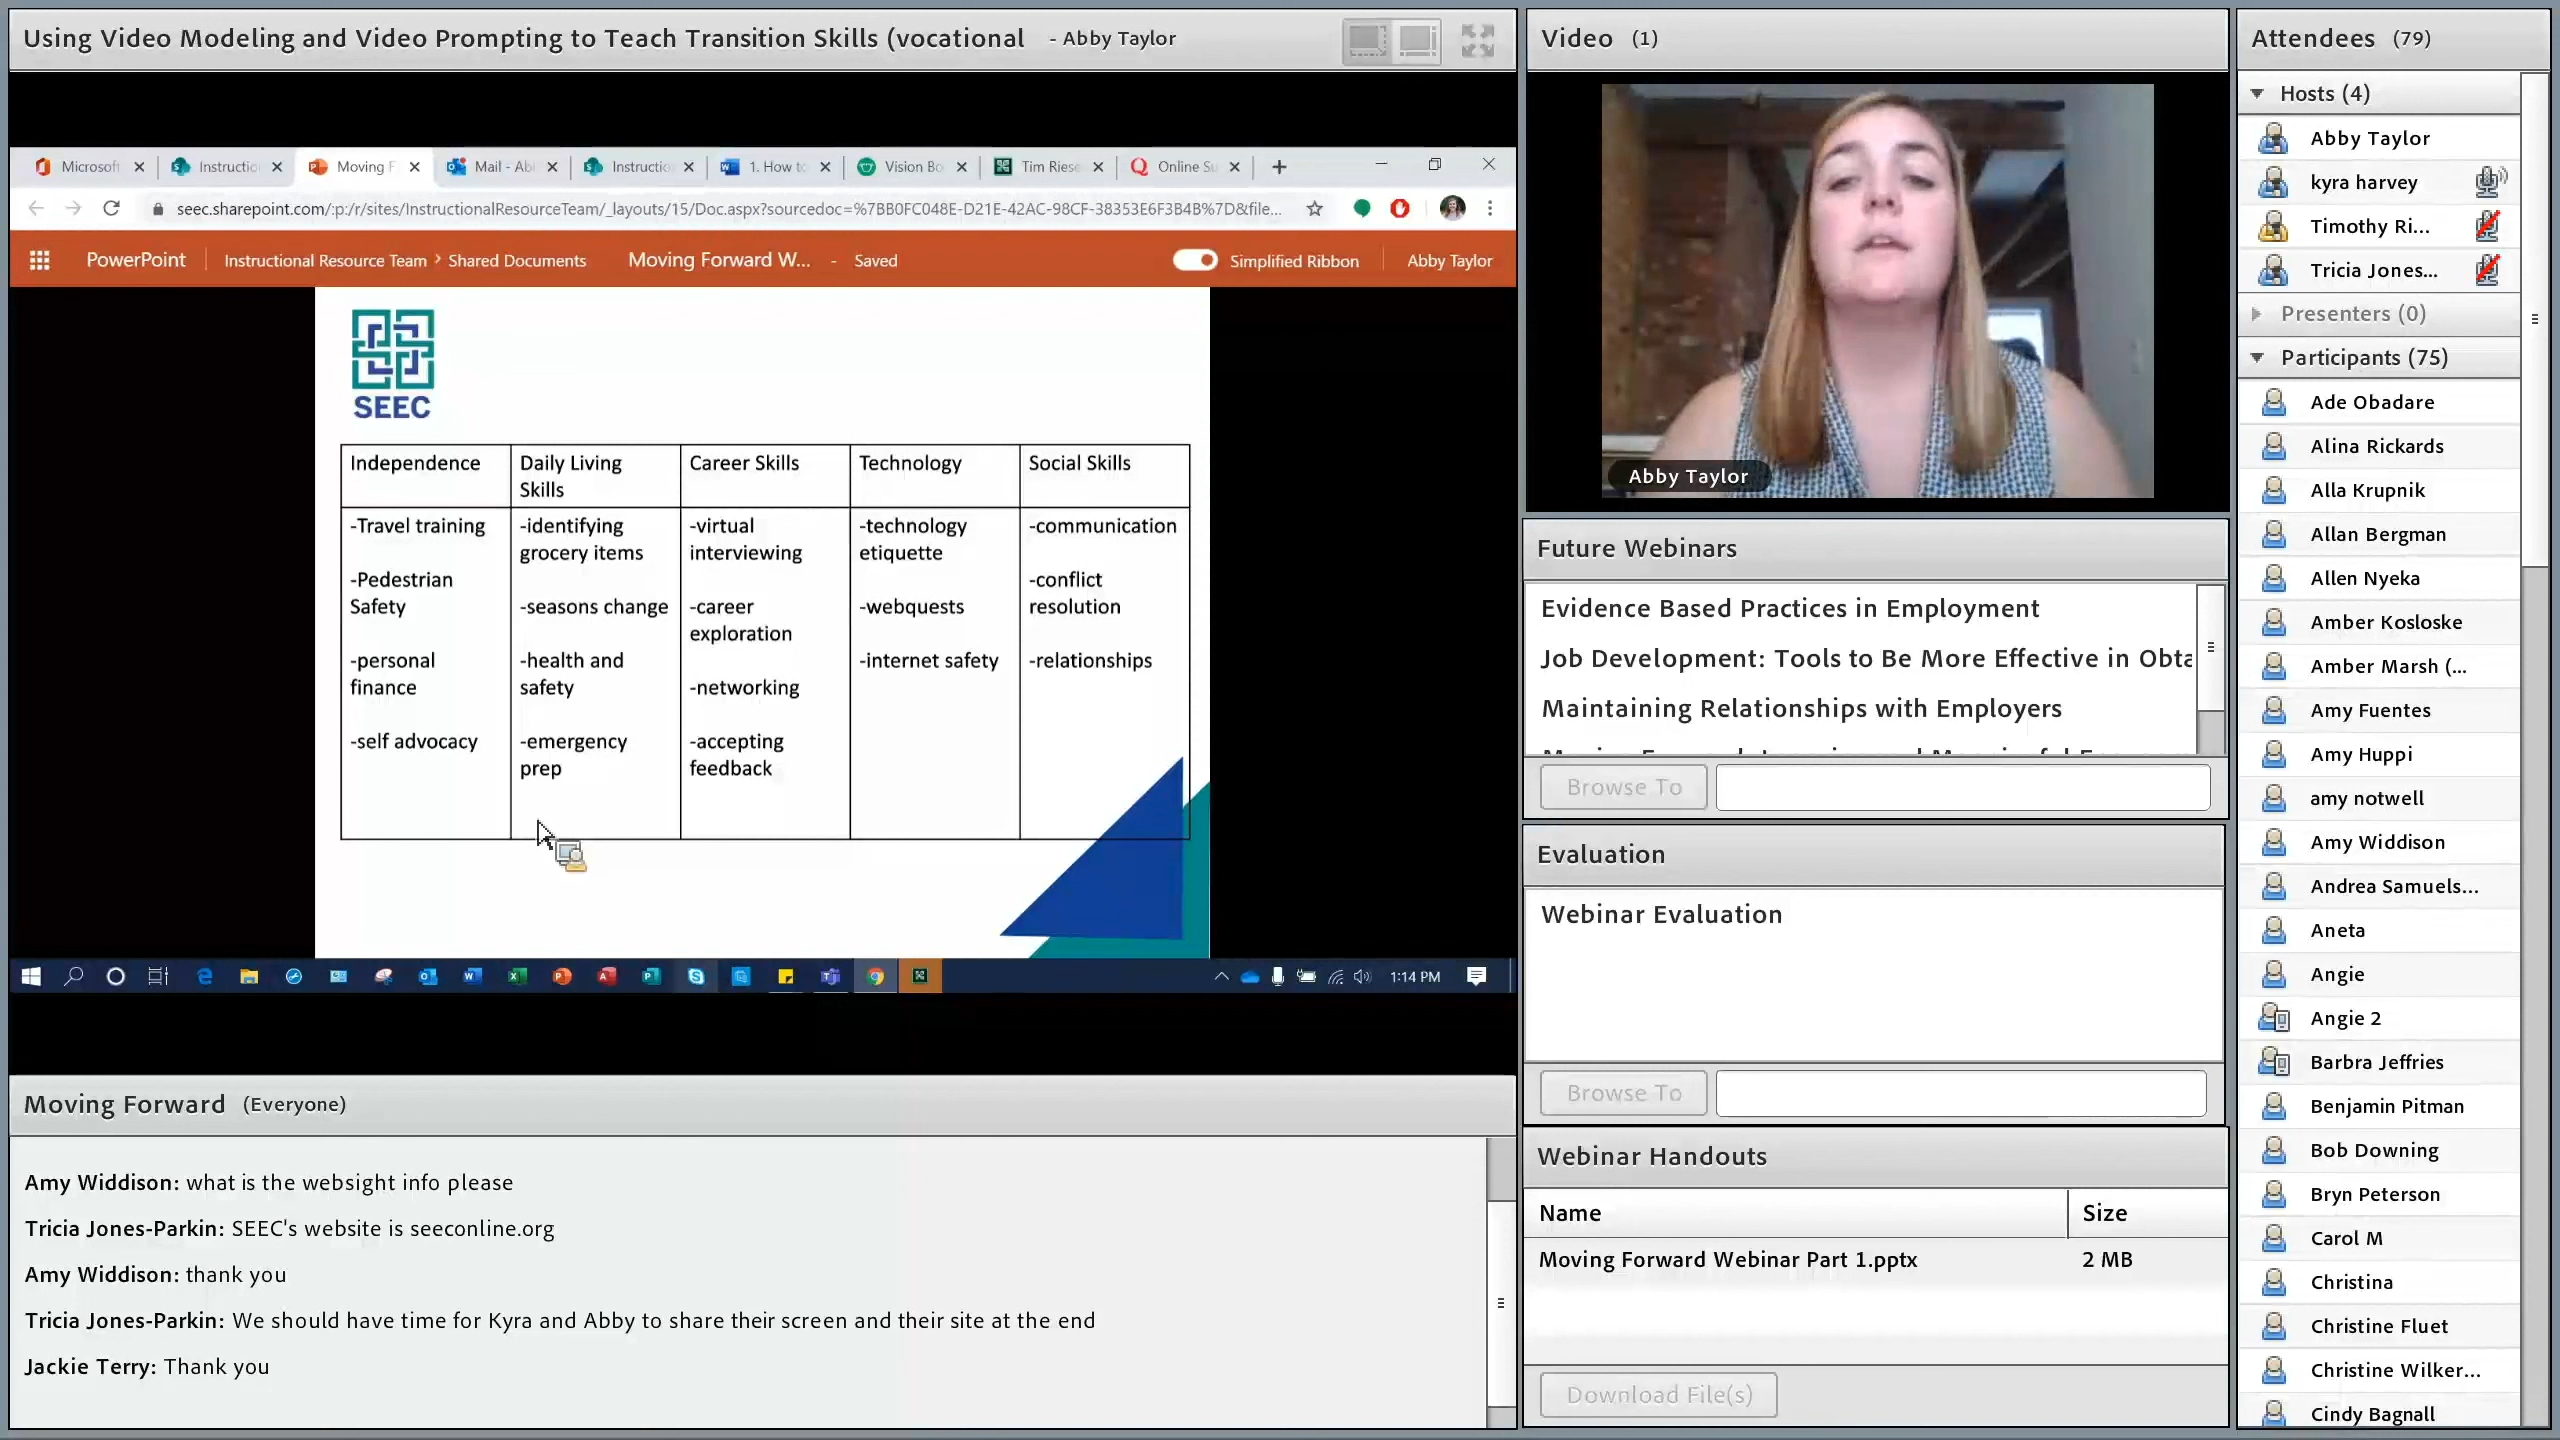 Using Video Modeling and Video Prompting to Teach Transition Skills (vocational - Abby Taylor
Microsoft
Instructio
Moving F
Mail - Ab
Instructio
1. How to
Vision Bo
Tim Riese
Online Su
seec.sharepoint.com/:p:/r/sites/InstructionalResourceTeam/_layouts/15/Doc.aspx?sourcedoc=%7BB0FC048E-D21E-42AC-98CF-38353E6F3B4B%7D&file...
PowerPoint
Instructional Resource Team > Shared Documents
Moving Forward W... - Saved
Simplified Ribbon
Abby Taylor
SEEC
Independence
-Travel training
-Pedestrian
Safety
-personal
finance
-self advocacy
Daily Living
Skills
-identifying
grocery items
-seasons change
-health and
safety
-emergency
prep
Career Skills
-virtual
interviewing
-career
exploration
-networking
-accepting
feedback
Technology
-technology
etiquette
-webquests
-internet safety
Social Skills
-communication
-conflict
resolution
-relationships
1:14 PM
Moving Forward (Everyone)
Amy Widdison: what is the websight info please
Tricia Jones-Parkin: SEEC's website is seeconline.org
Amy Widdison: thank you
Tricia Jones-Parkin: We should have time for Kyra and Abby to share their screen and their site at the end
Jackie Terry: Thank you
Video (1)
Abby Taylor
Future Webinars
Evidence Based Practices in Employment
Job Development: Tools to Be More Effective in Obta
Maintaining Relationships with Employers
Browse To
Evaluation
Webinar Evaluation
Browse To
Webinar Handouts
Name Size
Moving Forward Webinar Part 1.pptx 2 MB
Download File(s)
Attendees (79)
Hosts (4)
Abby Taylor
kyra harvey
Timothy Ri...
Tricia Jones...
Presenters (0)
Participants (75)
Ade Obadare
Alina Rickards
Alla Krupnik
Allan Bergman
Allen Nyeka
Amber Kosloske
Amber Marsh (...
Amy Fuentes
Amy Huppi
amy notwell
Amy Widdison
Andrea Samuels...
Aneta
Angie
Angie 2
Barbra Jeffries
Benjamin Pitman
Bob Downing
Bryn Peterson
Carol M
Christina
Christine Fluet
Christine Wilker...
Cindy Bagnall